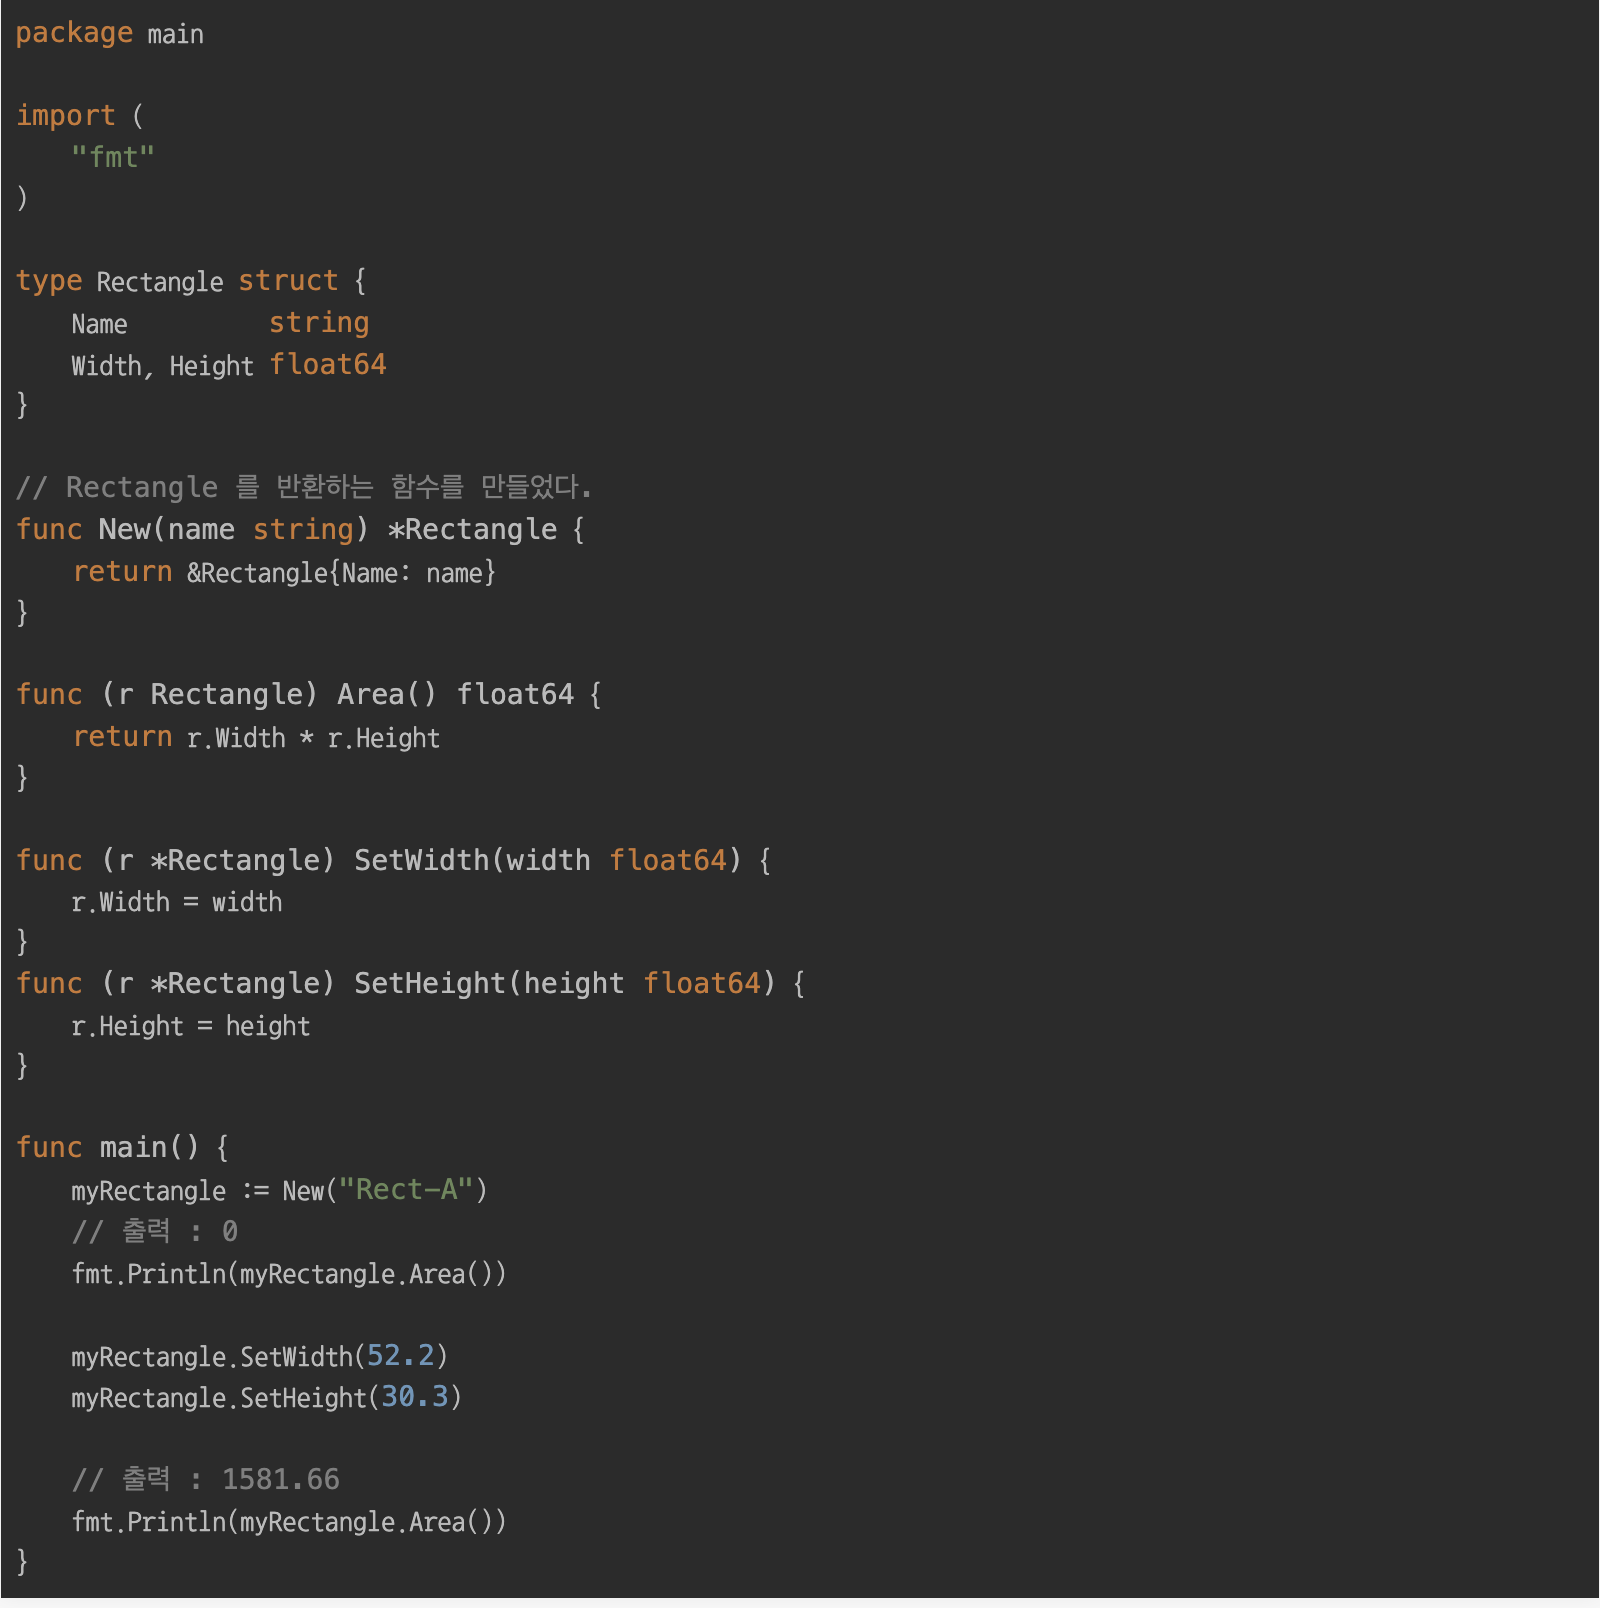 package main
import (
"fmt"
)
type Rectangle struct {
Name string
Width, Height float64
}
// Rectangle 를 반환하는 함수를 만들었다.
func New(name string) *Rectangle {
return &Rectangle{Name: name}
}
func (r Rectangle) Area() float64 {
return r.Width * r.Height
}
func (r *Rectangle) SetWidth(width float64) {
r.Width = width
}
func (r *Rectangle) SetHeight(height float64) {
r.Height = height
}
func main() {
myRectangle := New("Rect-A")
// 출력 : 0
fmt.Println(myRectangle.Area())
myRectangle.SetWidth(52.2)
myRectangle.SetHeight(30.3)
// 출력 : 1581.66
fmt.Println(myRectangle.Area())
}